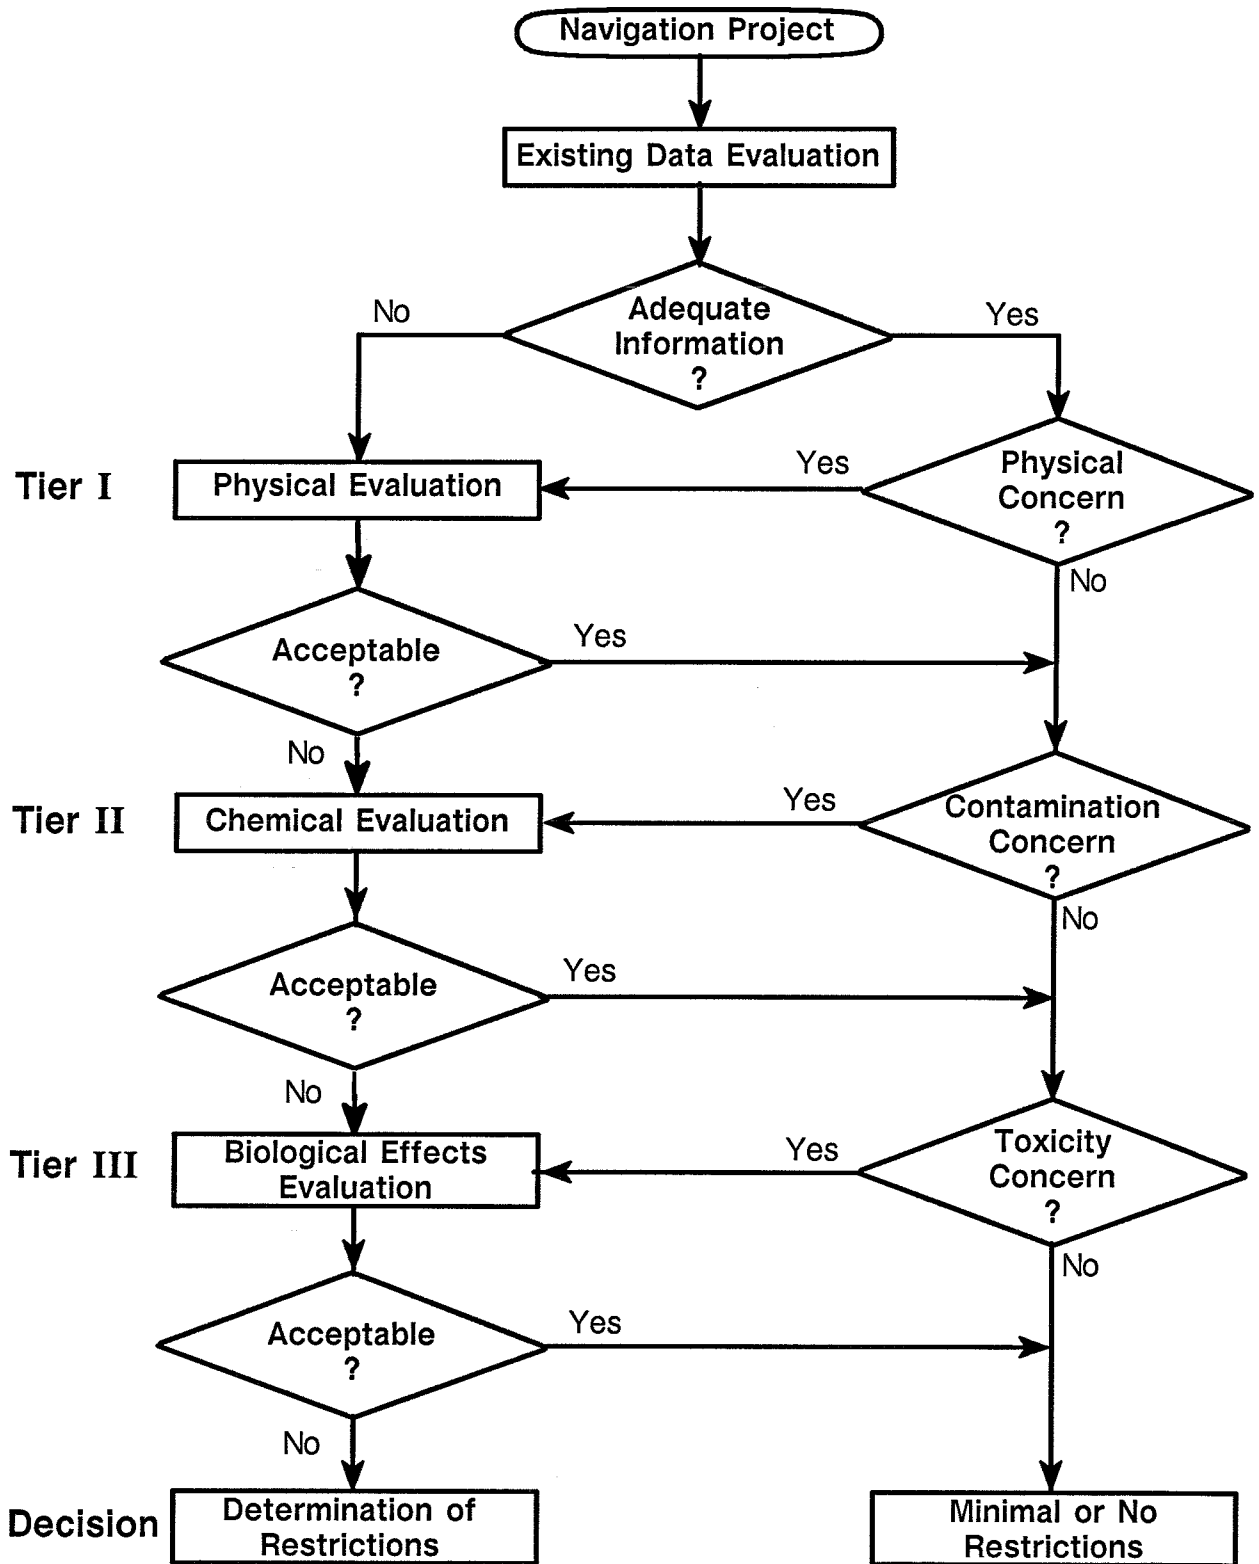 Navigation Project
Existing Data Evaluation
No
Adequate
Information
?
Yes
Tier I
Physical Evaluation
Yes
Physical
Concern
?
No
Acceptable
?
Yes
No
Tier II
Chemical Evaluation
Yes
Contamination
Concern
?
No
Acceptable
?
Yes
No
Tier III
Biological Effects
Evaluation
Yes
Toxicity
Concern
?
No
Acceptable
?
Yes
No
Decision
Determination of
Restrictions
Minimal or No
Restrictions